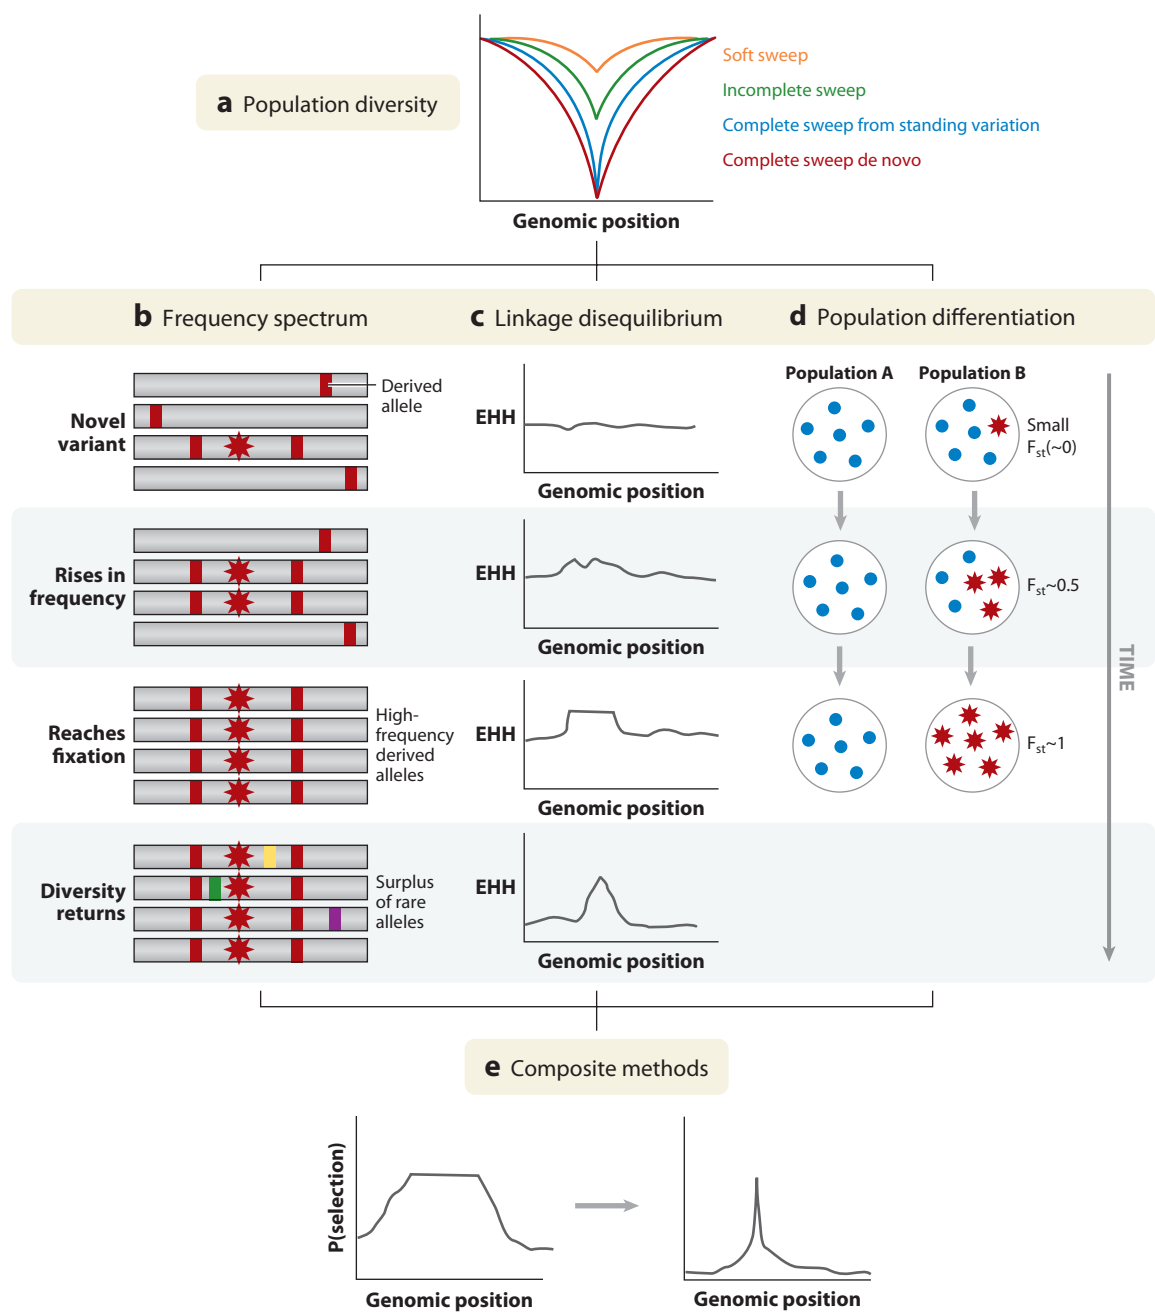 a Population diversity
Soft sweep
Incomplete sweep
Complete sweep from standing variation
Complete sweep de novo
Genomic position
b Frequency spectrum
c Linkage disequilibrium
d Population differentiation
Novel
variant
Derived
allele
EHH
Genomic position
Population A
Population B
Small
Fst(~0)
Rises in
frequency
EHH
Genomic position
Fst~0.5
TIME
Reaches
fixation
High-
frequency
derived
alleles
EHH
Genomic position
Fst~1
Diversity
returns
Surplus
of rare
alleles
EHH
Genomic position
e Composite methods
P(selection)
Genomic position
Genomic position